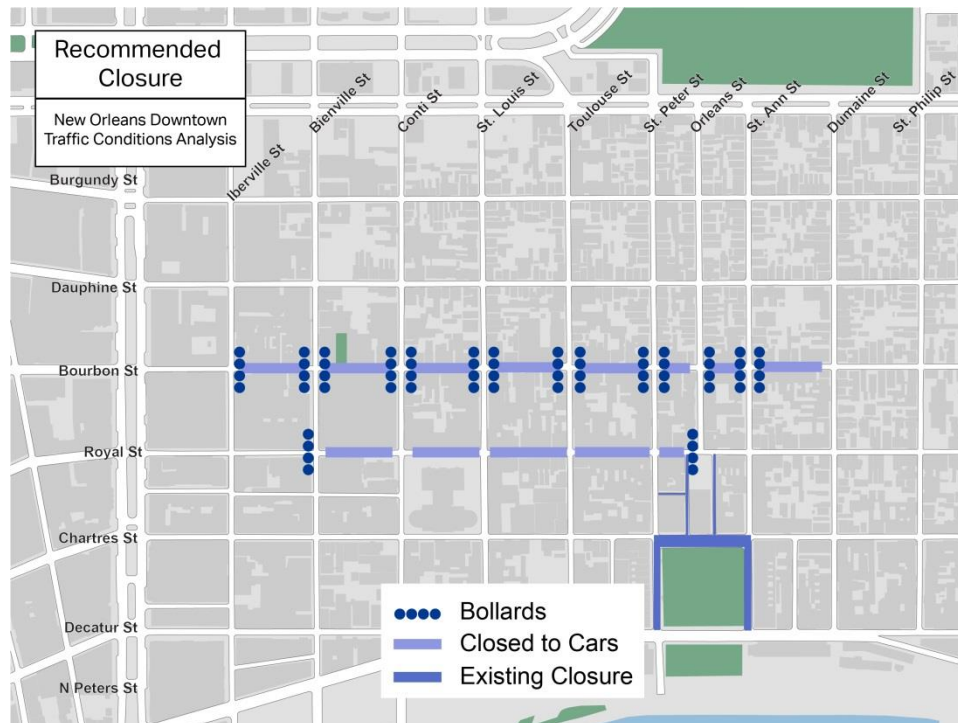 Recommended
Closure
New Orleans Downtown
Traffic Conditions Analysis
Iberville St
Bienville St
Conti St
St. Louis St
Toulouse St
St. Peter St
Orleans St
St. Ann St
Dumaine St
St. Philip St
Burgundy St
Dauphine St
Bourbon St
Royal St
Chartres St
Decatur St
N Peters St
Bollards
Closed to Cars
Existing Closure